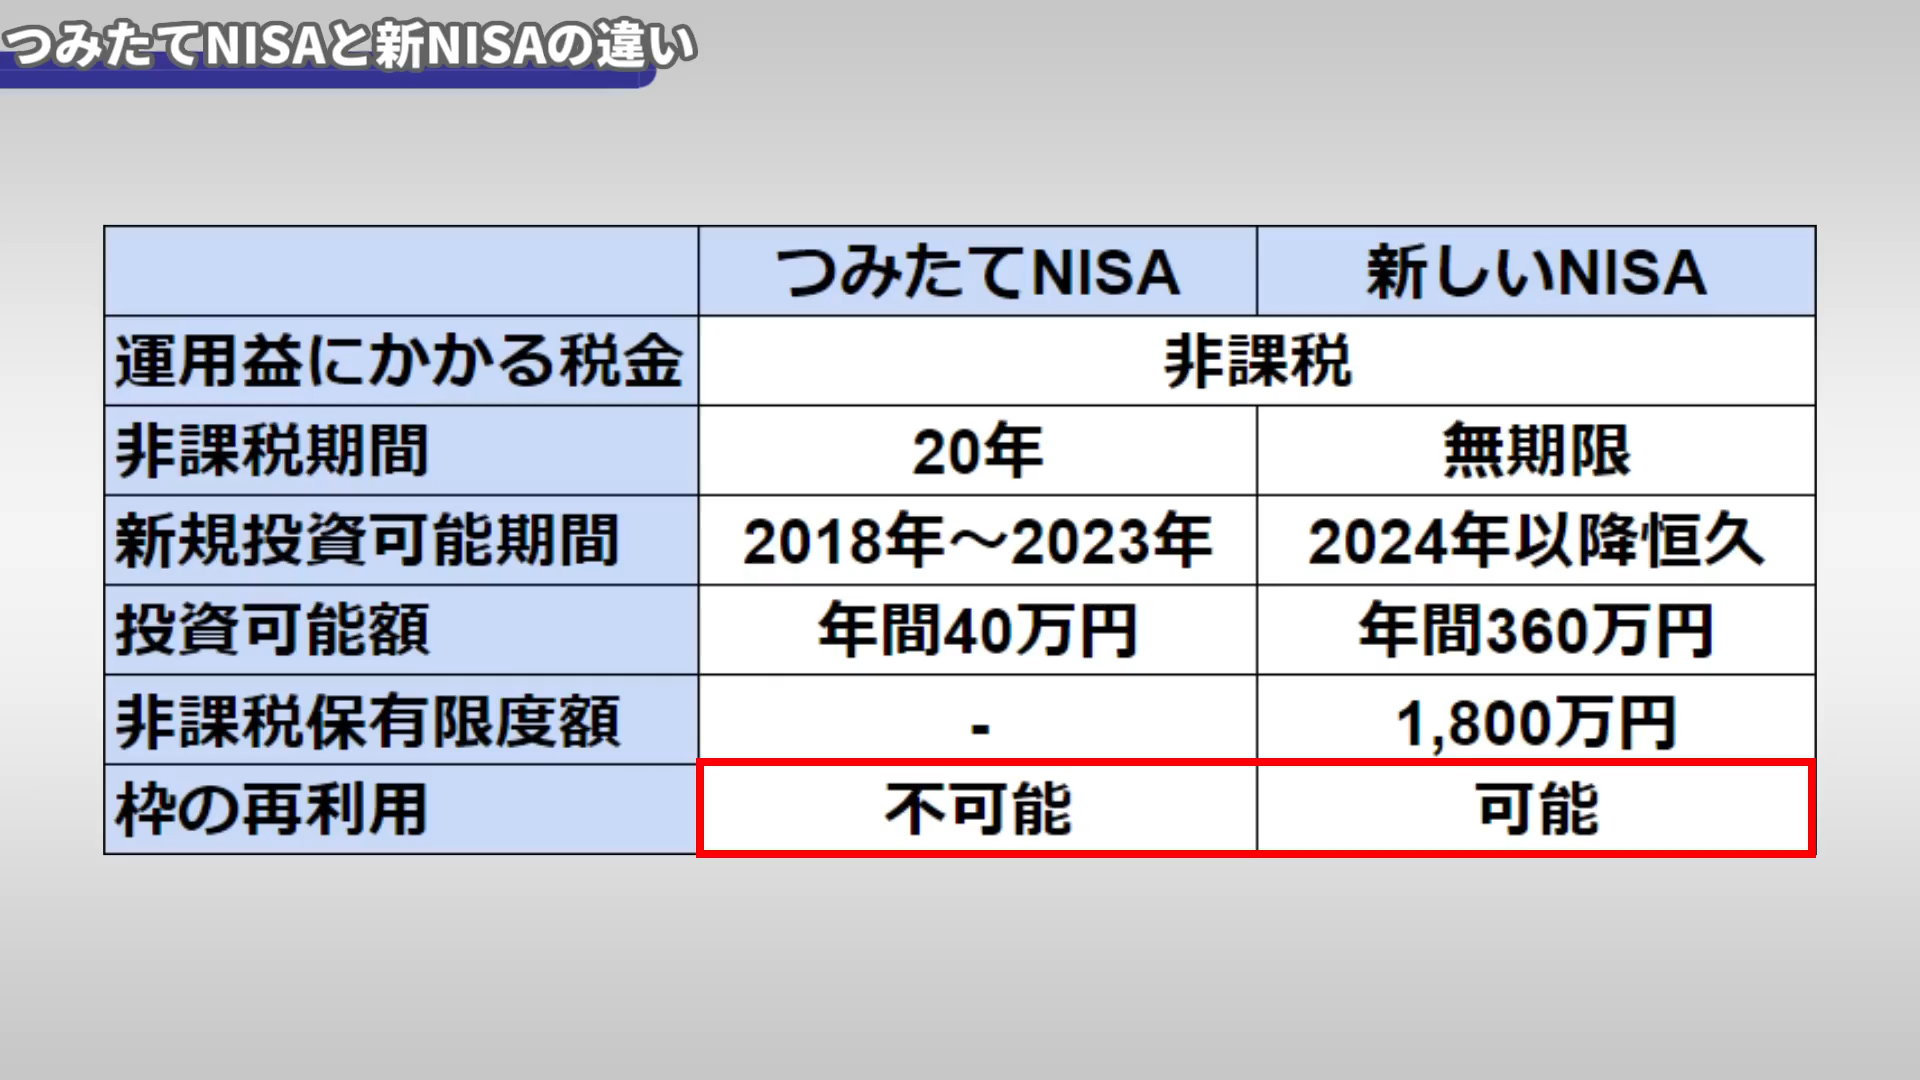 つみたてNISAと新NISAの違い
つみたてNISA 新しいNISA
運用益にかかる税金 非課税
非課税期間 20年 無期限
新規投資可能期間 2018年～2023年 2024年以降恒久
投資可能額 年間40万円 年間360万円
非課税保有限度額 - 1,800万円
枠の再利用 不可能 可能